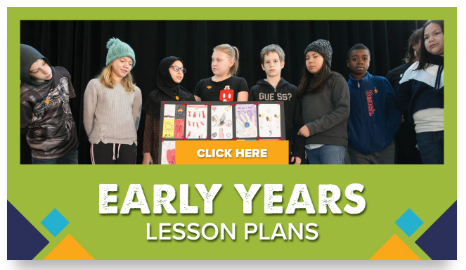 GUESS?
CLICK HERE
EARLY YEARS
LESSON PLANS